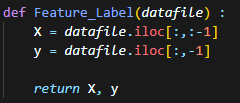 def Feature_Label(datafile) :
    X = datafile.iloc[:,:-1]
    y = datafile.iloc[:,-1]

    return X, y